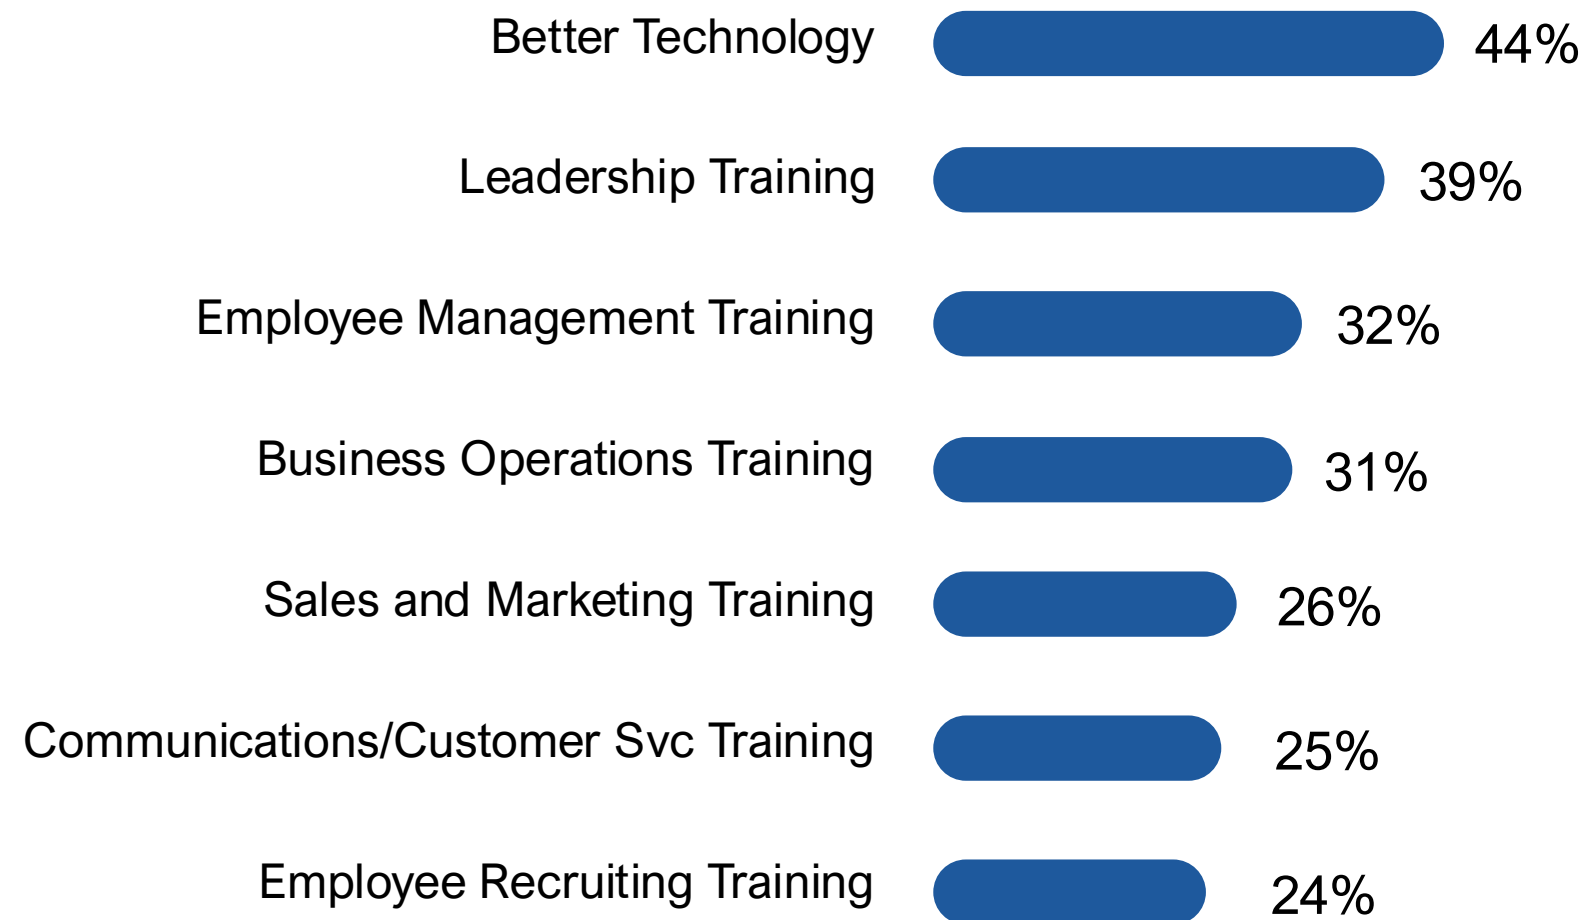 Better Technology 44%
Leadership Training 39%
Employee Management Training 32%
Business Operations Training 31%
Sales and Marketing Training 26%
Communications/Customer Svc Training 25%
Employee Recruiting Training 24%